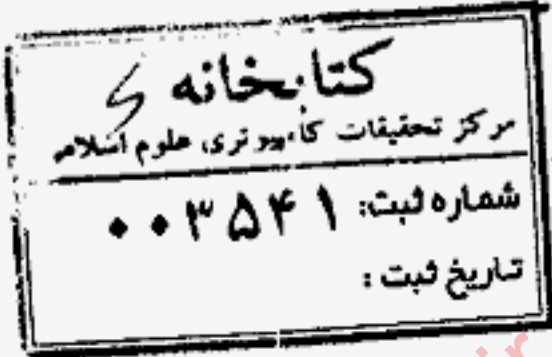 کتابخانه
مرکز تحقیقات کامپیوتری علوم اسلامی
شماره ثبت: ۰۰۳۵۴۱
تاریخ ثبت :